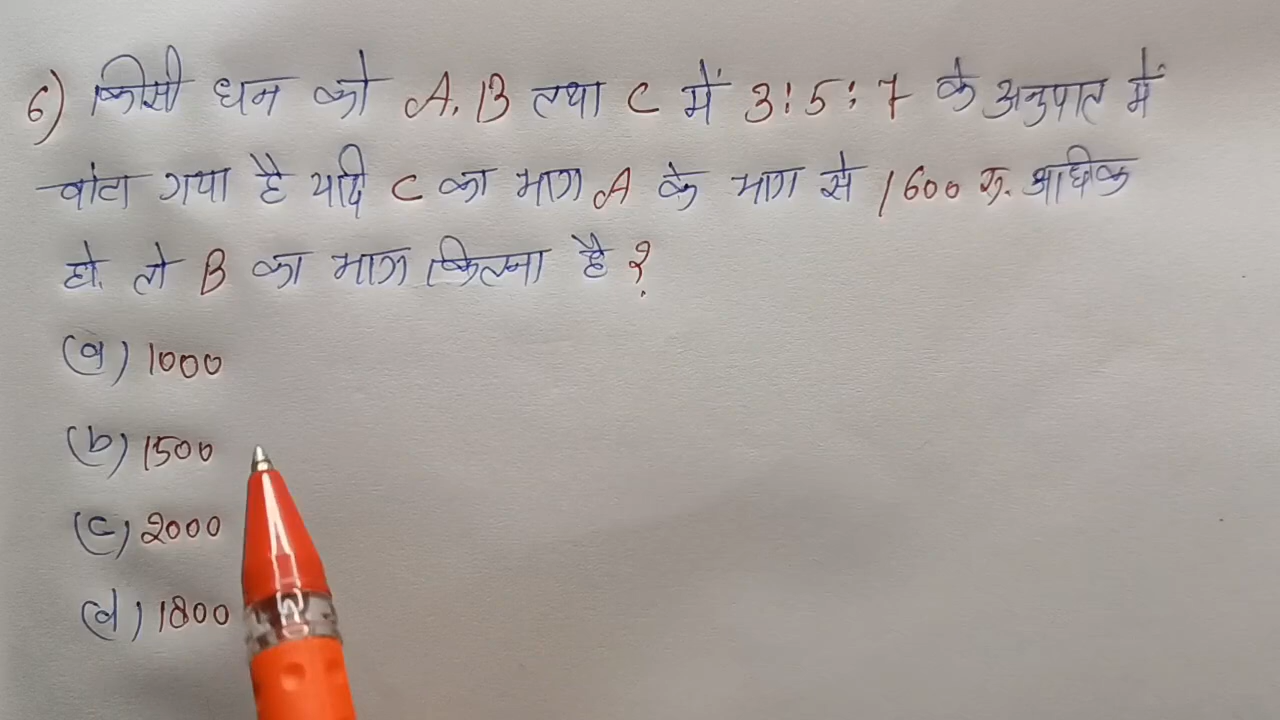 6) किसी धन को A, B तथा C में 3:5:7 के अनुपात में
बांटा गया है यदि C का भाग A के भाग से 1600 रु. अधिक
हो. तो B का भाग कितना है ?
(a) 1000
(b) 1500
(c) 2000
(d) 1800